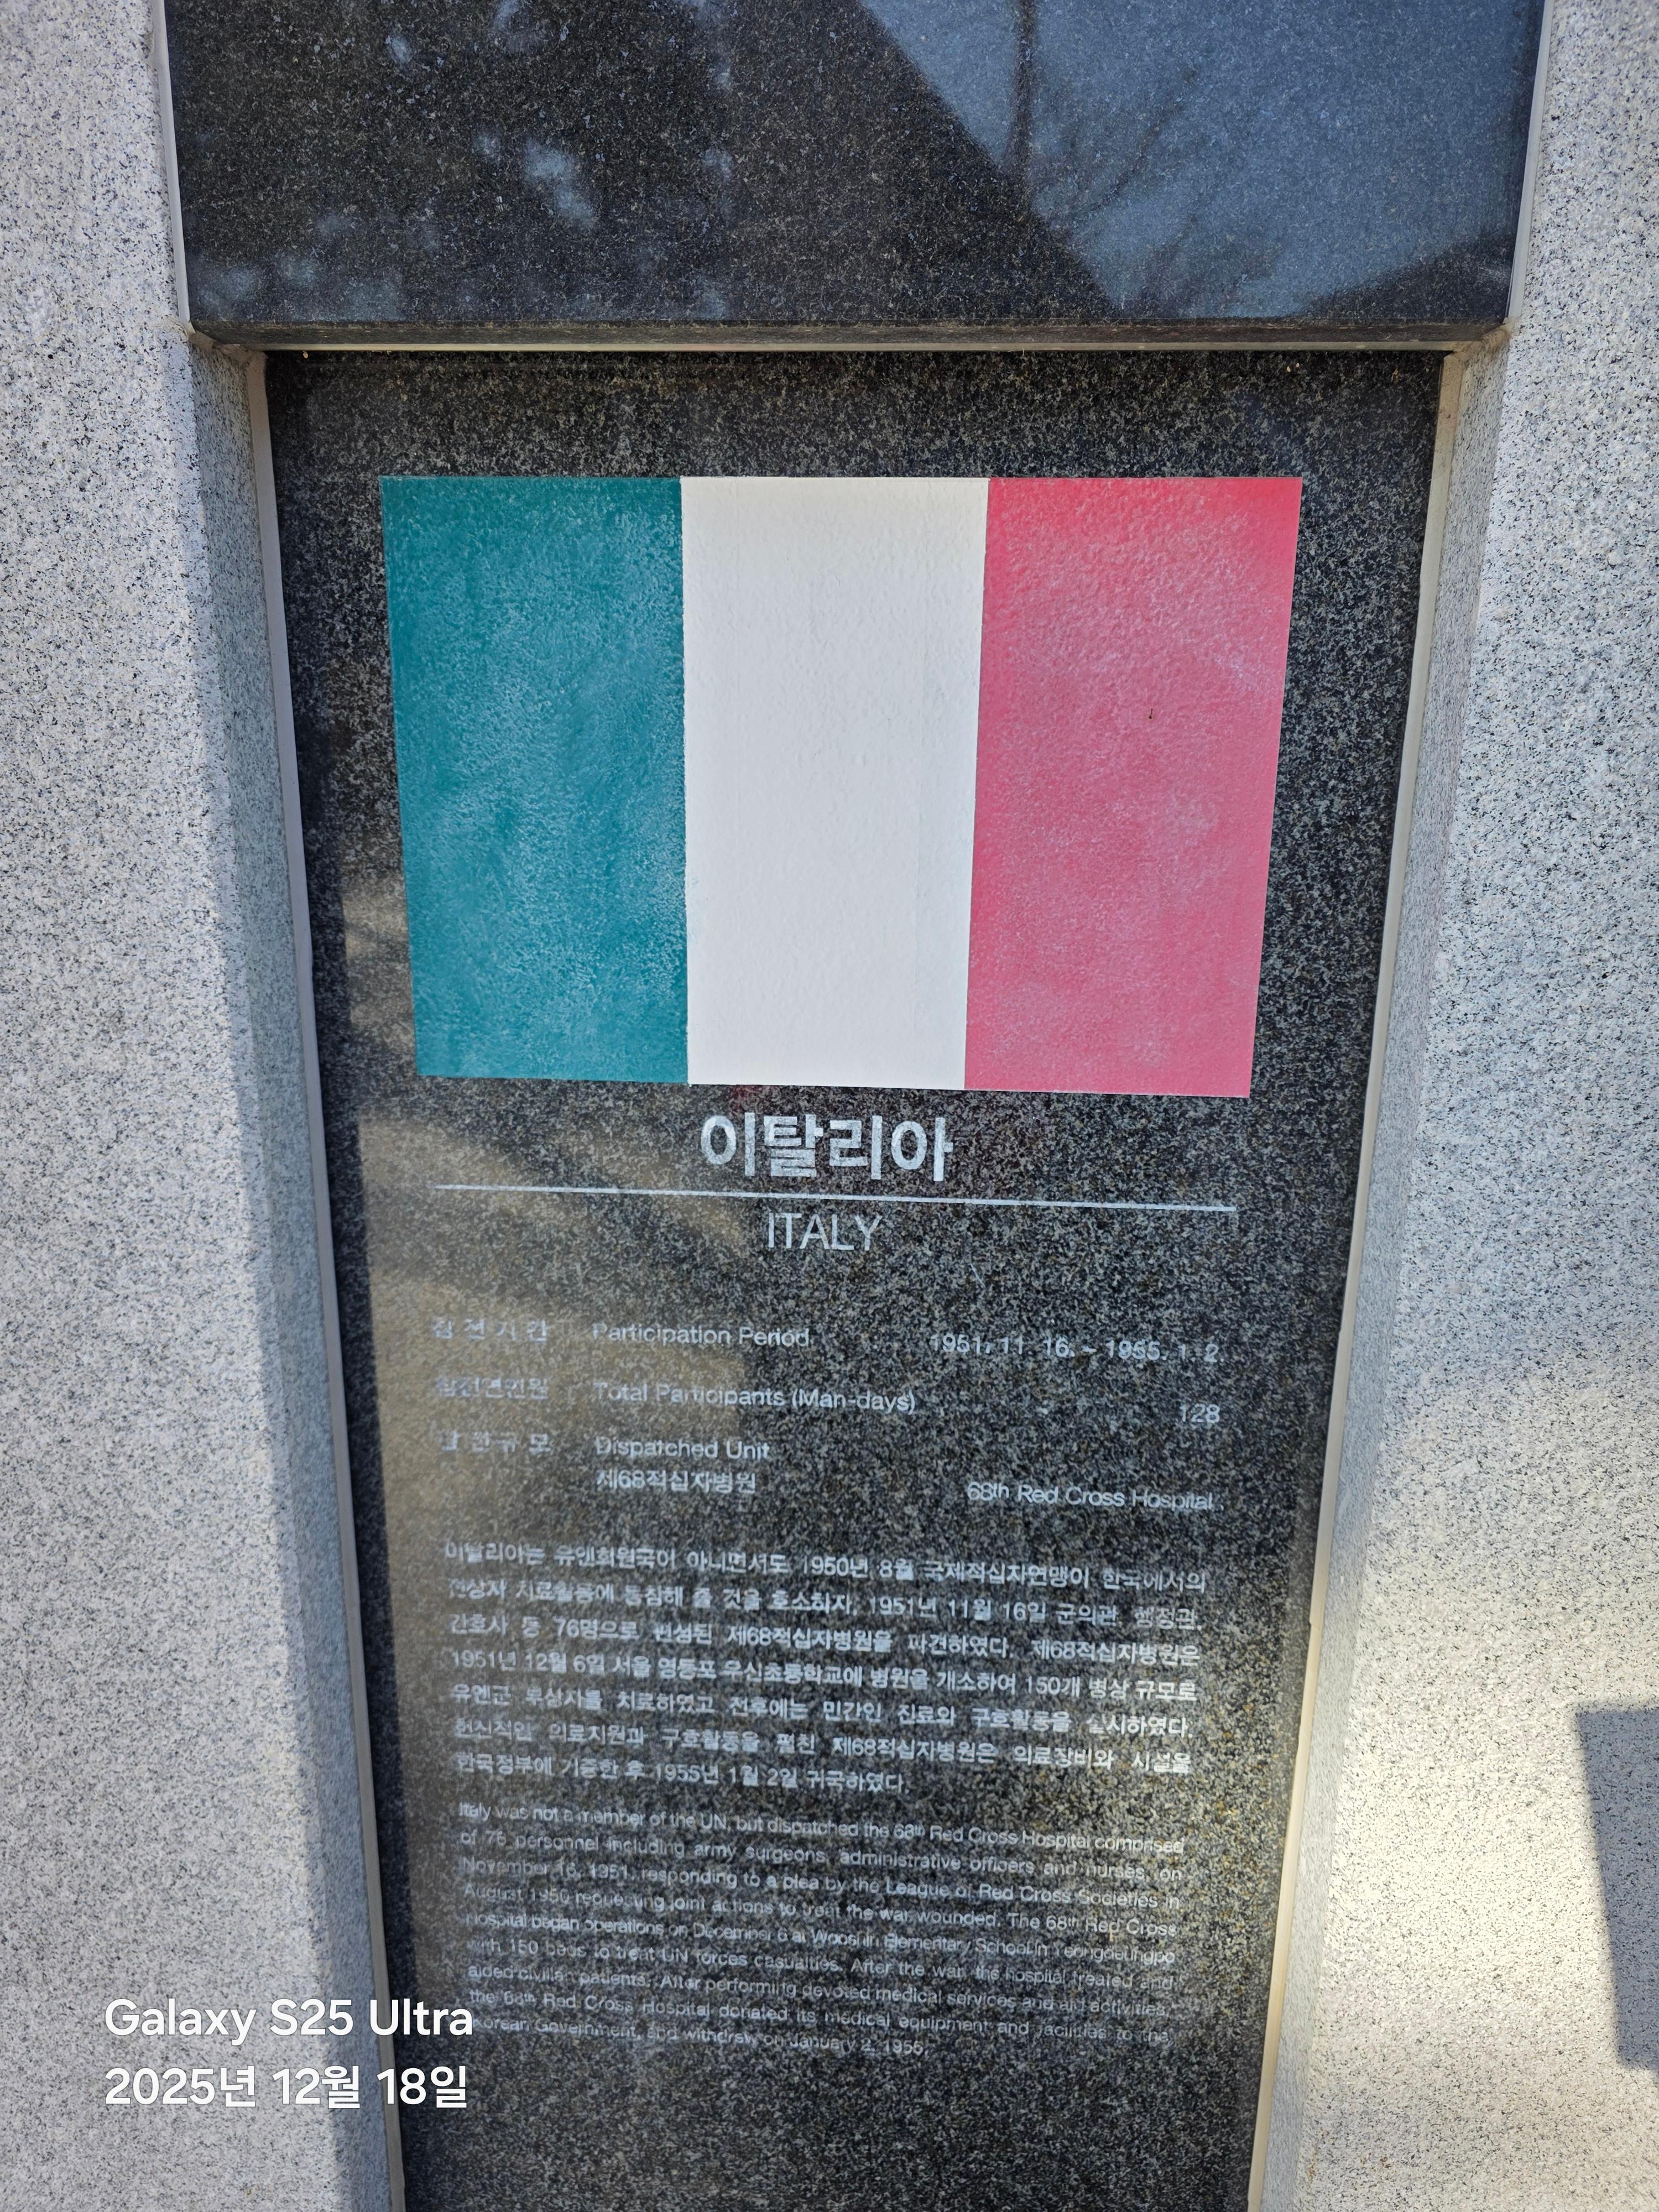 이탈리아
ITALY
참 전 기 간 Participation Period 1951. 11. 16. - 1955. 1. 2.
참전연인원 Total Participants (Man-days) 128
참 전 규 모 Dispatched Unit
제68적십자병원 68th Red Cross Hospital
이탈리아는 유엔회원국이 아니면서도 1950년 8월 국제적십자연맹이 한국에서의
전상자 치료활동에 동참해 줄 것을 호소하자, 1951년 11월 16일 군의관, 행정관,
간호사 등 76명으로 편성된 제68적십자병원을 파견하였다. 제68적십자병원은
1951년 12월 6일 서울 영등포 우신초등학교에 병원을 개소하여 150개 병상 규모로
유엔군 부상자를 치료하였고 전후에는 민간인 진료와 구호활동을 실시하였다.
헌신적인 의료지원과 구호활동을 펼친 제68적십자병원은 의료장비와 시설을
한국정부에 기증한 후 1955년 1월 2일 귀국하였다.
Italy was not a member of the UN, but dispatched the 68th Red Cross Hospital comprised
of 76 personnel including army surgeons, administrative officers and nurses, on
November 16, 1951, responding to a plea by the League of Red Cross Societies in
August 1950 requesting joint actions to treat the war wounded. The 68th Red Cross
Hospital began operations on December 6 at Wooshin Elementary School in Yeongdeungpo
with 150 beds to treat UN forces casualties. After the war, the hospital treated and
aided civilian patients. After performing devoted medical services and aid activities,
the 68th Red Cross Hospital donated its medical equipment and facilities to the
Korean Government, and withdrew on January 2, 1955.
Galaxy S25 Ultra
2025년 12월 18일